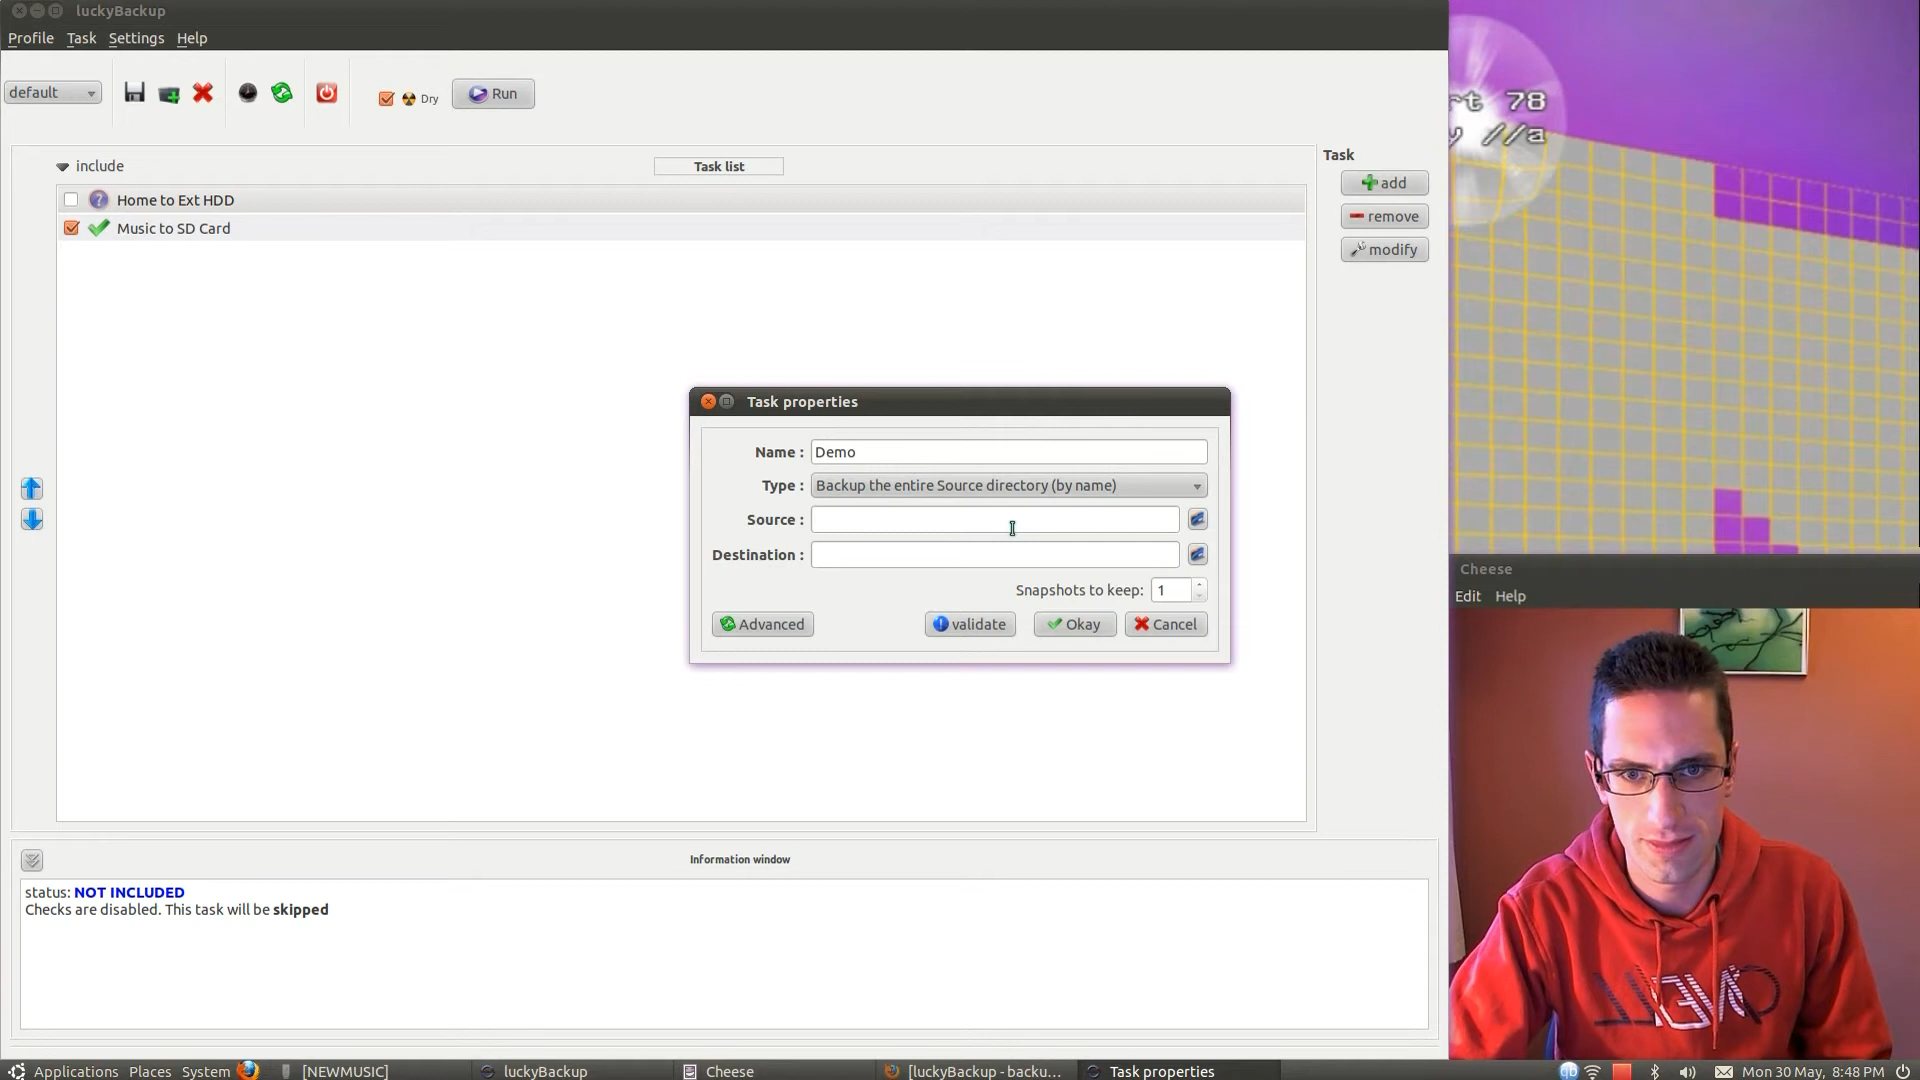 luckyBackup
Profile Task Settings Help
default
Dry
Run
include
Task list
Home to Ext HDD
Music to SD Card
Task
add
remove
modify
Task properties
Name :
Demo
Type :
Backup the entire Source directory (by name)
Source :
Destination :
Snapshots to keep: 1
Advanced
validate
Okay
Cancel
Information window
status: NOT INCLUDED
Checks are disabled. This task will be skipped
78
//a
Cheese
Edit Help
O'NEILL
Applications Places System
[NEWMUSIC]
luckyBackup
Cheese
[luckyBackup - backu...
Task properties
qb
Mon 30 May, 8:48 PM